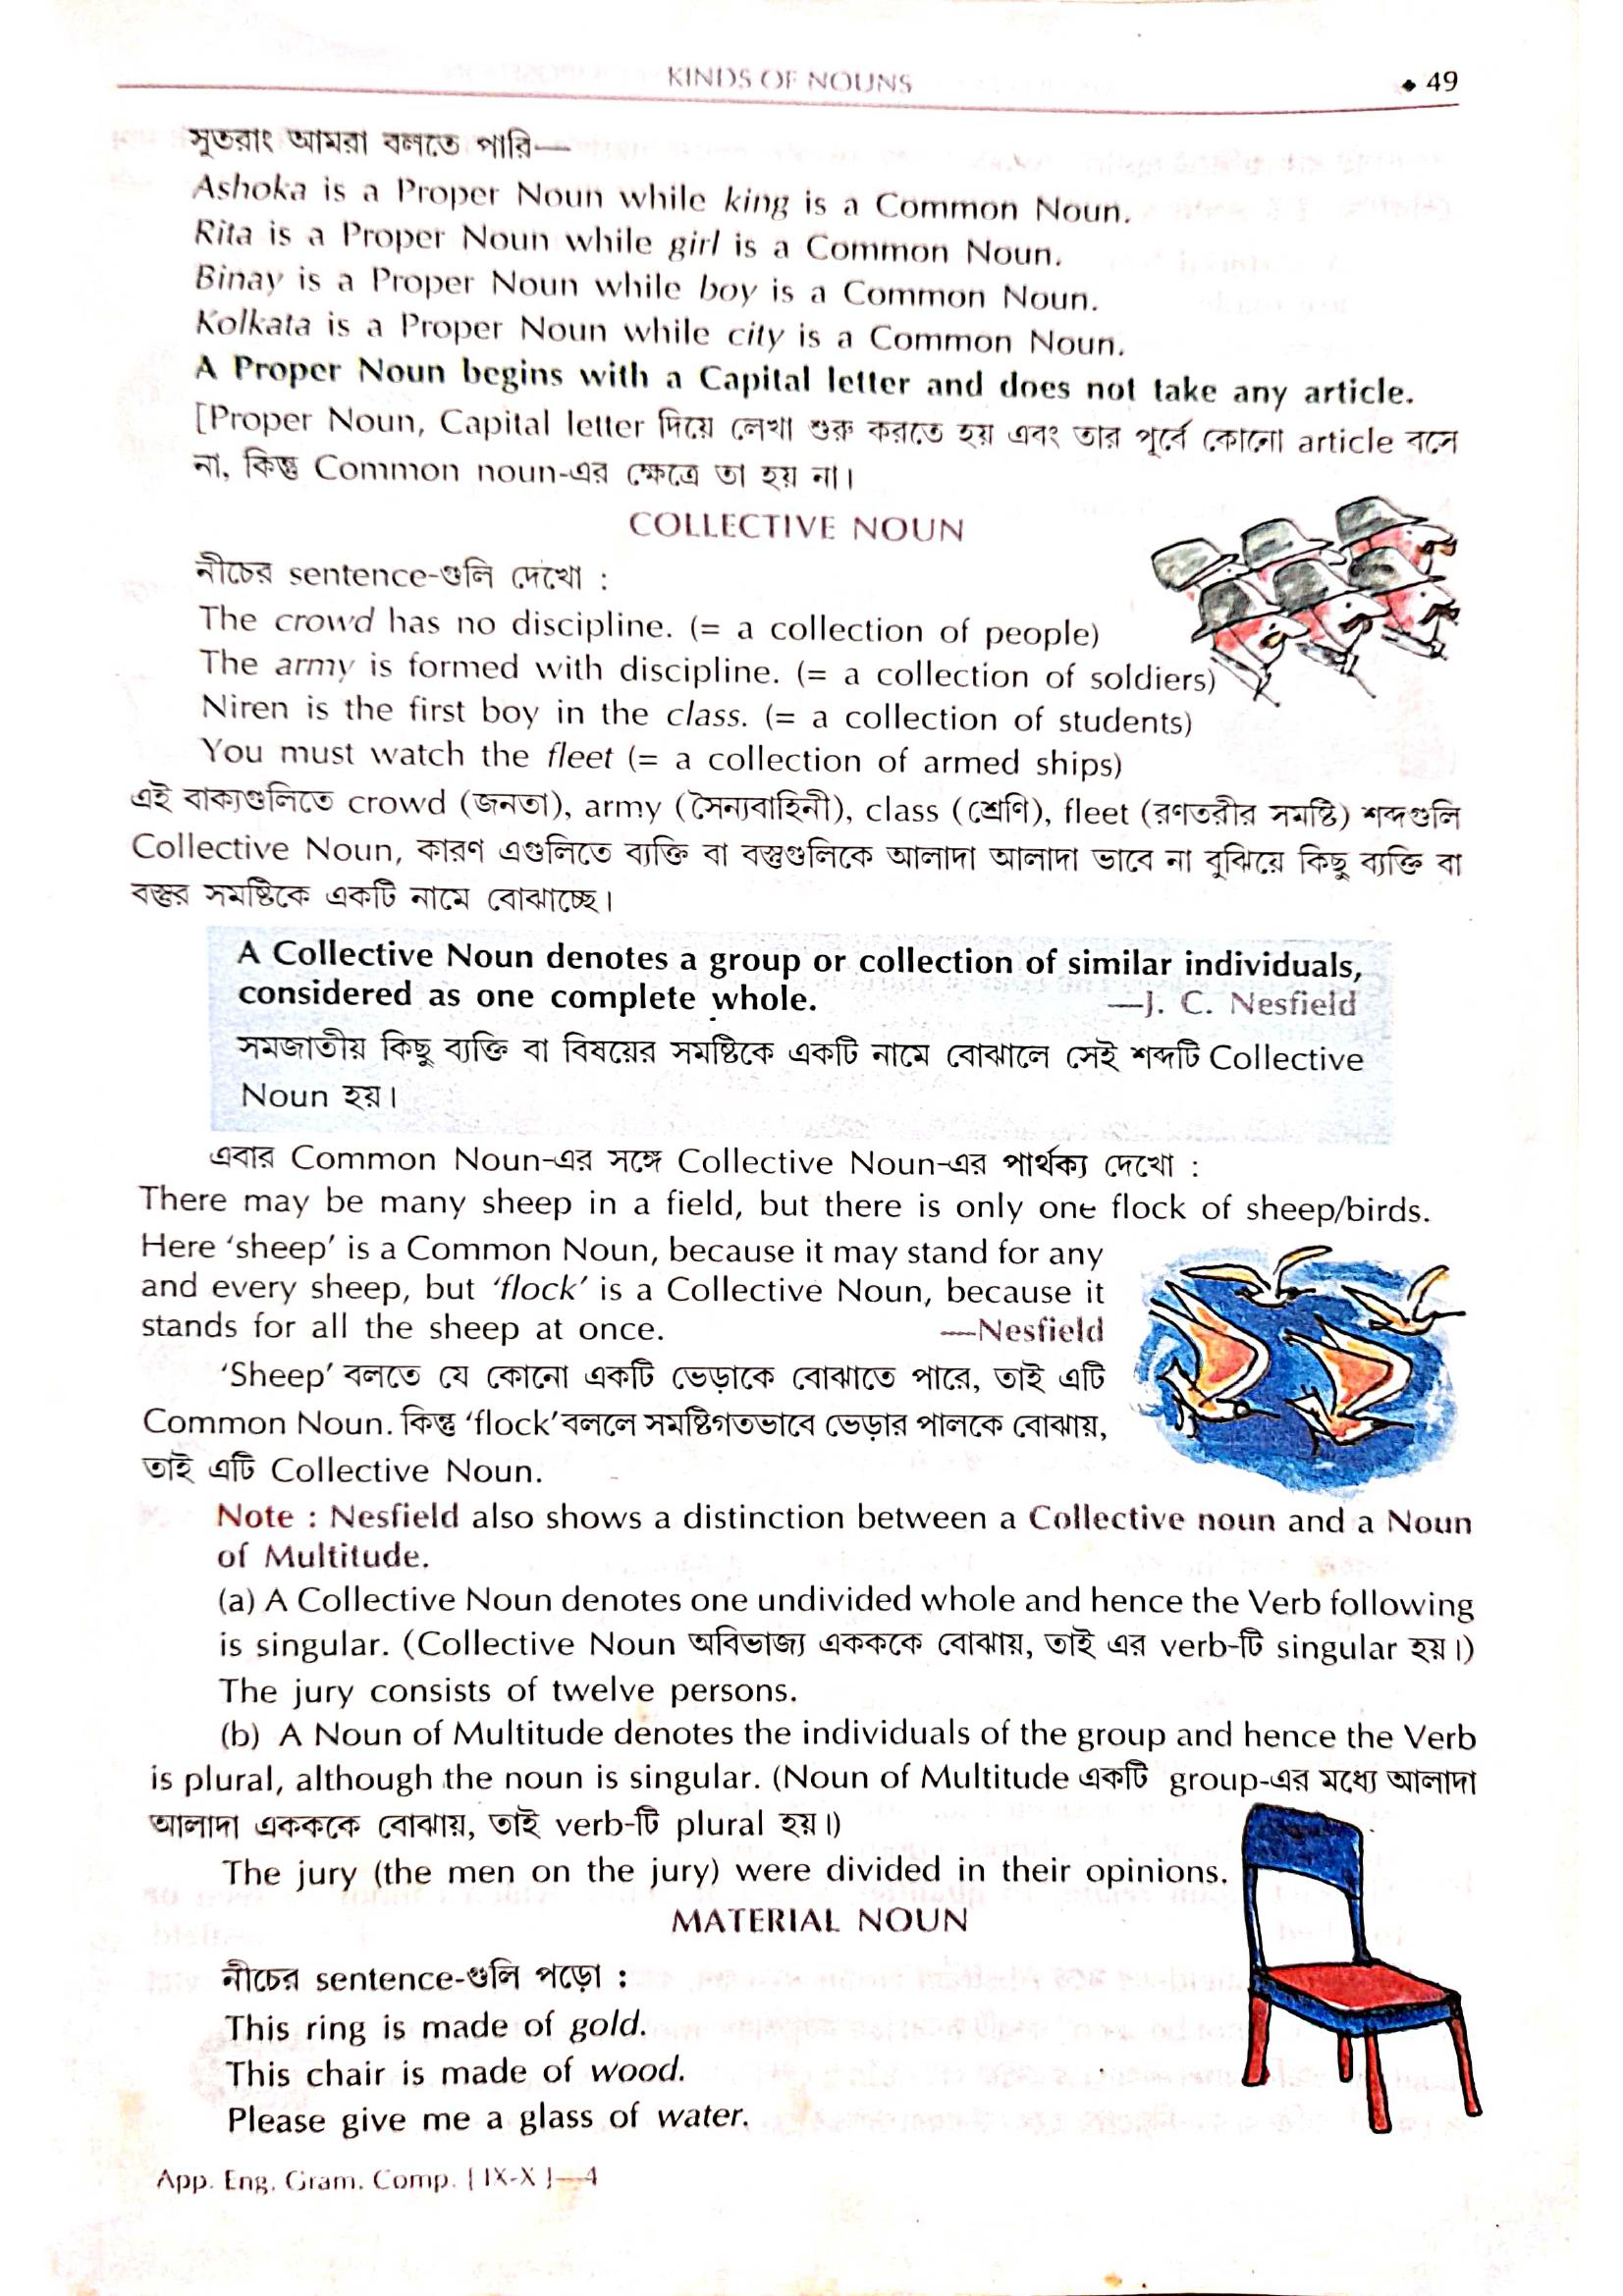 KINDS OF NOUNS ◆ 49
সুতরাং আমরা বলতে পারি—
Ashoka is a Proper Noun while king is a Common Noun.
Rita is a Proper Noun while girl is a Common Noun.
Binay is a Proper Noun while boy is a Common Noun.
Kolkata is a Proper Noun while city is a Common Noun.
A Proper Noun begins with a Capital letter and does not take any article.
[Proper Noun, Capital letter দিয়ে লেখা শুরু করতে হয় এবং তার পূর্বে কোনো article বসে
না, কিন্তু Common noun-এর ক্ষেত্রে তা হয় না।
COLLECTIVE NOUN
নীচের sentence-গুলি দেখো :
The crowd has no discipline. (= a collection of people)
The army is formed with discipline. (= a collection of soldiers)
Niren is the first boy in the class. (= a collection of students)
You must watch the fleet (= a collection of armed ships)
এই বাক্যগুলিতে crowd (জনতা), army (সৈন্যবাহিনী), class (শ্রেণি), fleet (রণতরীর সমষ্টি) শব্দগুলি
Collective Noun, কারণ এগুলিতে ব্যক্তি বা বস্তুগুলিকে আলাদা আলাদা ভাবে না বুঝিয়ে কিছু ব্যক্তি বা
বস্তুর সমষ্টিকে একটি নামে বোঝাচ্ছে।
A Collective Noun denotes a group or collection of similar individuals,
considered as one complete whole. —J. C. Nesfield
সমজাতীয় কিছু ব্যক্তি বা বিষয়ের সমষ্টিকে একটি নামে বোঝালে সেই শব্দটি Collective
Noun হয়।
এবার Common Noun-এর সঙ্গে Collective Noun-এর পার্থক্য দেখো :
There may be many sheep in a field, but there is only one flock of sheep/birds.
Here ‘sheep’ is a Common Noun, because it may stand for any
and every sheep, but ‘flock’ is a Collective Noun, because it
stands for all the sheep at once. —Nesfield
‘Sheep’ বলতে যে কোনো একটি ভেড়াকে বোঝাতে পারে, তাই এটি
Common Noun. কিন্তু ‘flock’ বললে সমষ্টিগতভাবে ভেড়ার পালকে বোঝায়,
তাই এটি Collective Noun.
Note : Nesfield also shows a distinction between a Collective noun and a Noun
of Multitude.
(a) A Collective Noun denotes one undivided whole and hence the Verb following
is singular. (Collective Noun অবিভাজ্য একককে বোঝায়, তাই এর verb-টি singular হয়।)
The jury consists of twelve persons.
(b) A Noun of Multitude denotes the individuals of the group and hence the Verb
is plural, although the noun is singular. (Noun of Multitude একটি group-এর মধ্যে আলাদা
আলাদা একককে বোঝায়, তাই verb-টি plural হয়।)
The jury (the men on the jury) were divided in their opinions.
MATERIAL NOUN
নীচের sentence-গুলি পড়ো :
This ring is made of gold.
This chair is made of wood.
Please give me a glass of water.
App. Eng. Gram. Comp. [ IX-X ]—4